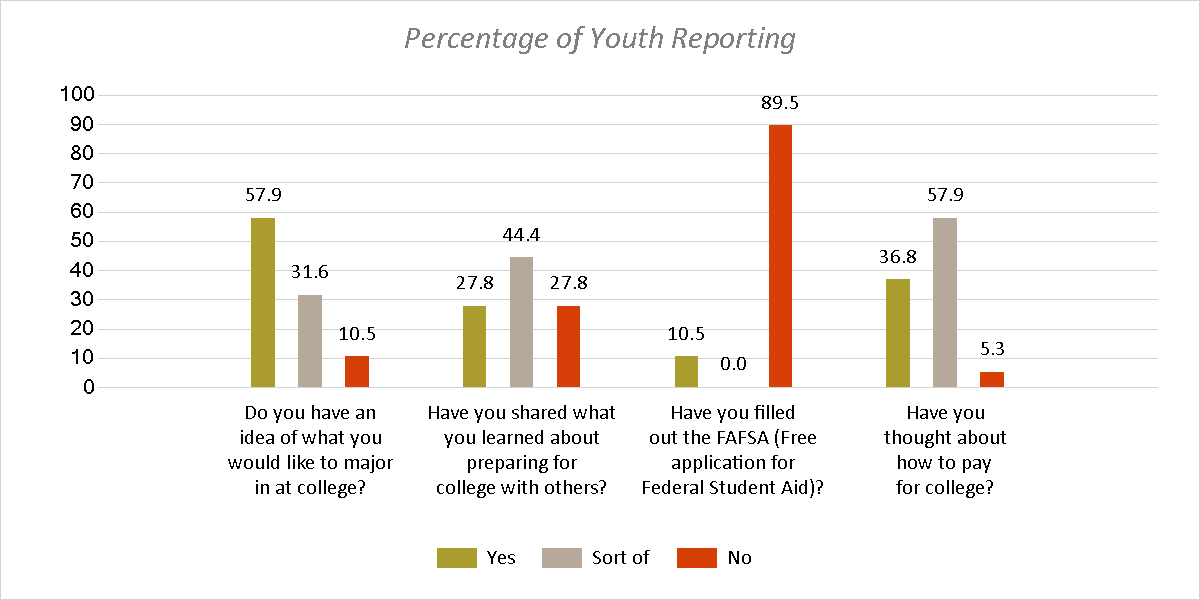 Percentage of Youth Reporting
100
90
80
70
60
50
40
30
20
10
0
57.9
31.6
10.5
27.8
44.4
27.8
10.5
0.0
89.5
36.8
57.9
5.3
Do you have an
idea of what you
would like to major
in at college?
Have you shared what
you learned about
preparing for
college with others?
Have you filled
out the FAFSA (Free
application for
Federal Student Aid)?
Have you
thought about
how to pay
for college?
Yes
Sort of
No